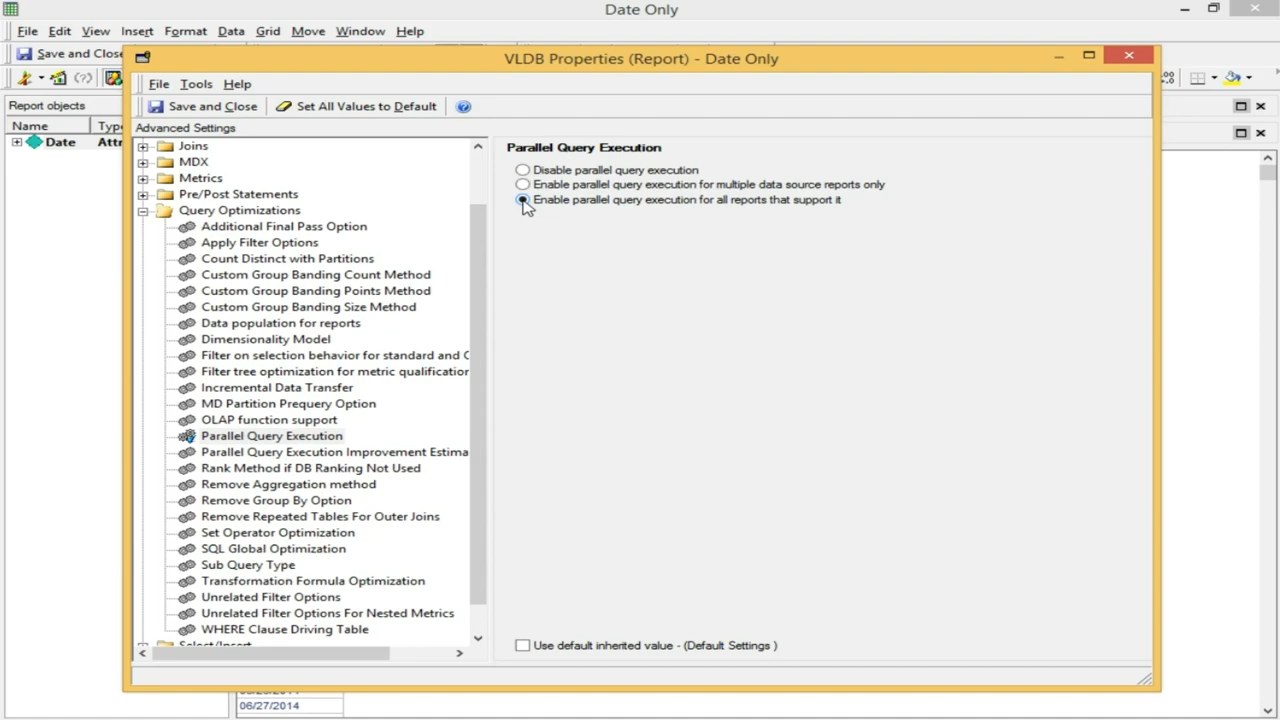 Date Only
File Edit View Insert Format Data Grid Move Window Help
Save and Close
VLDB Properties (Report) - Date Only
File Tools Help
Save and Close Set All Values to Default
Report objects
Name Type
Date Attr
Advanced Settings
Joins
MDX
Metrics
Pre/Post Statements
Query Optimizations
Additional Final Pass Option
Apply Filter Options
Count Distinct with Partitions
Custom Group Banding Count Method
Custom Group Banding Points Method
Custom Group Banding Size Method
Data population for reports
Dimensionality Model
Filter on selection behavior for standard and C
Filter tree optimization for metric qualification
Incremental Data Transfer
MD Partition Prequery Option
OLAP function support
Parallel Query Execution
Parallel Query Execution Improvement Estima
Rank Method if DB Ranking Not Used
Remove Aggregation method
Remove Group By Option
Remove Repeated Tables For Outer Joins
Set Operator Optimization
SQL Global Optimization
Sub Query Type
Transformation Formula Optimization
Unrelated Filter Options
Unrelated Filter Options For Nested Metrics
WHERE Clause Driving Table
Select/Insert
Parallel Query Execution
Disable parallel query execution
Enable parallel query execution for multiple data source reports only
Enable parallel query execution for all reports that support it
Use default inherited value - (Default Settings )
06/27/2014